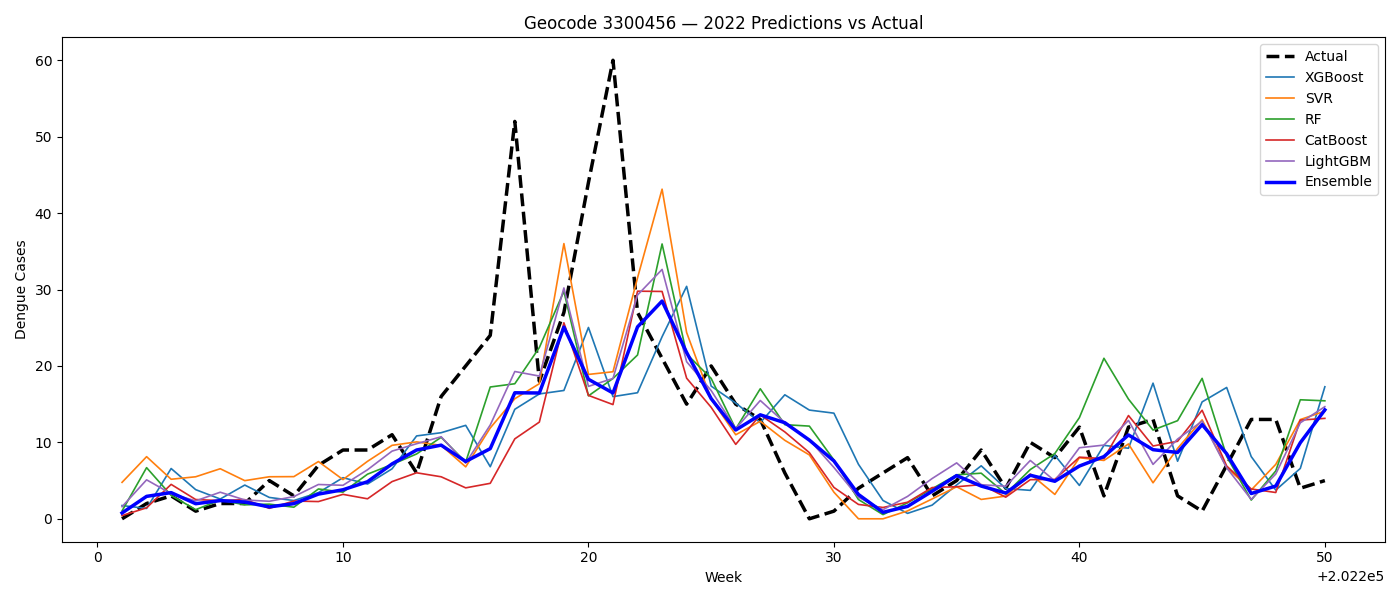 Geocode 3300456 — 2022 Predictions vs Actual
Dengue Cases
60
50
40
30
20
10
0
Actual
XGBoost
SVR
RF
CatBoost
LightGBM
Ensemble
0 10 20 30 40 50
Week
+2.022e5